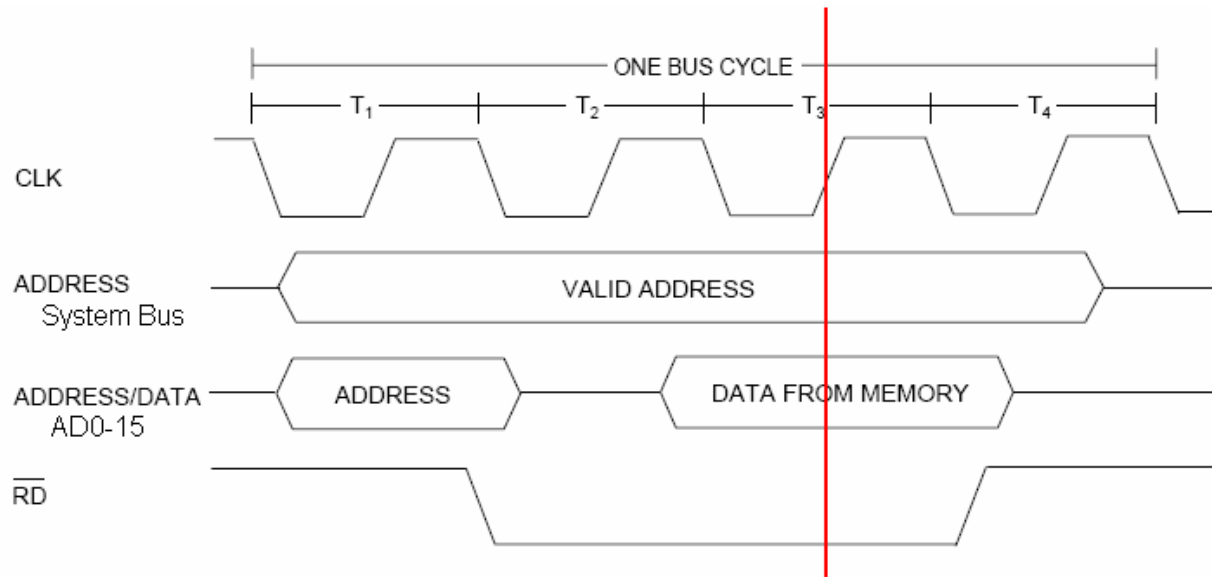 ONE BUS CYCLE
T₁ T₂ T₃ T₄
CLK
ADDRESS
System Bus
VALID ADDRESS
ADDRESS/DATA
AD0-15
ADDRESS
DATA FROM MEMORY
R̅D̅